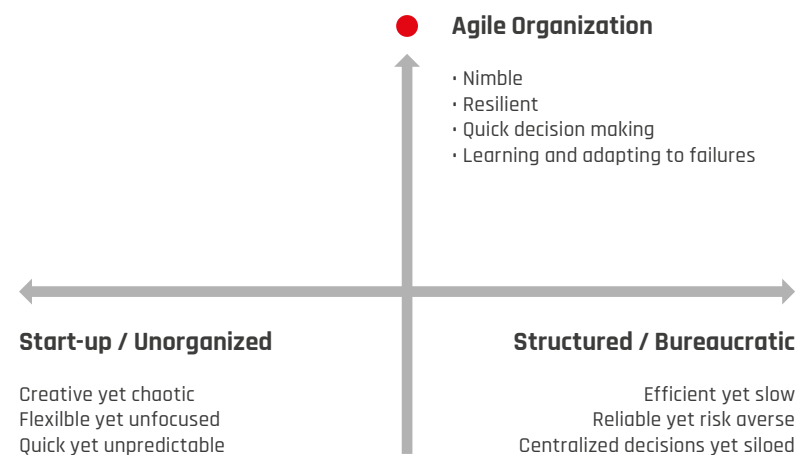 Agile Organization
· Nimble
· Resilient
· Quick decision making
· Learning and adapting to failures
Start-up / Unorganized
Creative yet chaotic
Flexilble yet unfocused
Quick yet unpredictable
Structured / Bureaucratic
Efficient yet slow
Reliable yet risk averse
Centralized decisions yet siloed